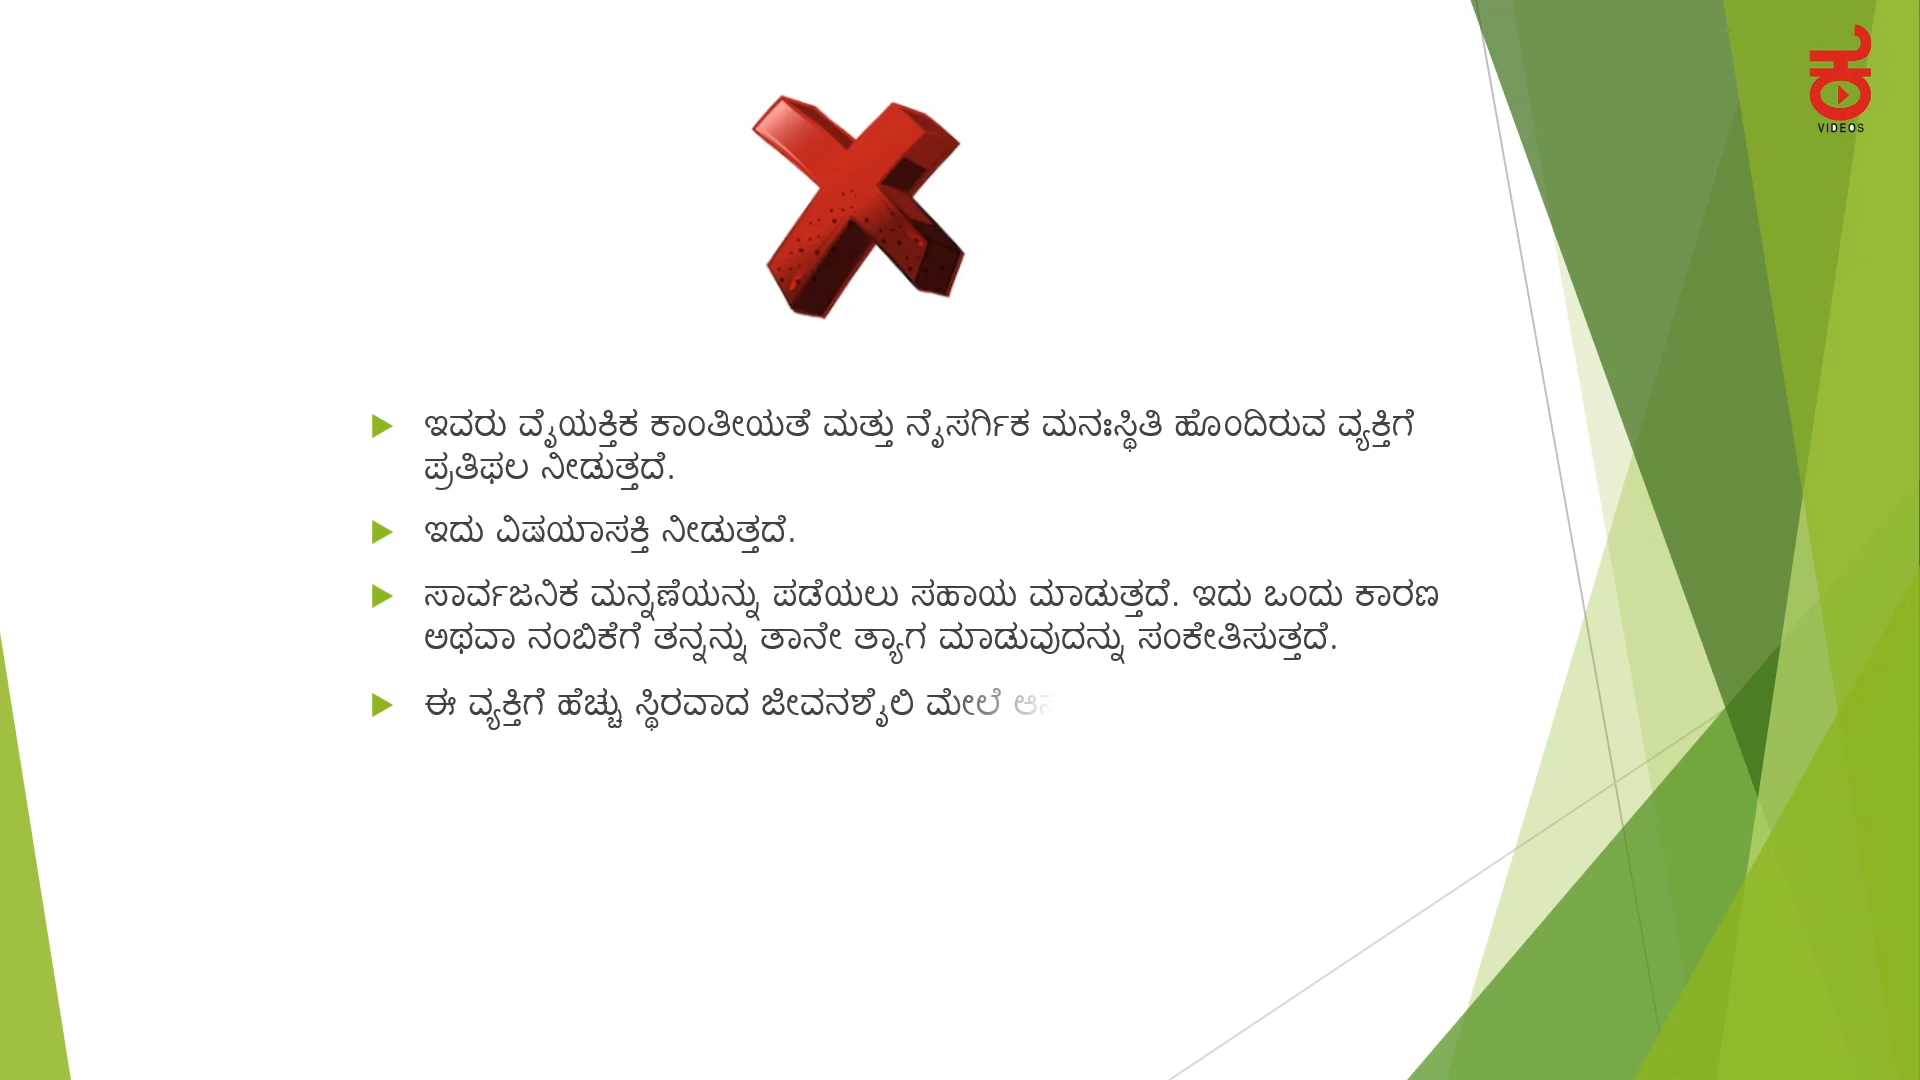 VIDEOS
ಇವರು ವೈಯಕ್ತಿಕ ಕಾಂತೀಯತೆ ಮತ್ತು ನೈಸರ್ಗಿಕ ಮನಃಸ್ಥಿತಿ ಹೊಂದಿರುವ ವ್ಯಕ್ತಿಗೆ
ಪ್ರತಿಫಲ ನೀಡುತ್ತದೆ.
ಇದು ವಿಷಯಾಸಕ್ತಿ ನೀಡುತ್ತದೆ.
ಸಾರ್ವಜನಿಕ ಮನ್ನಣೆಯನ್ನು ಪಡೆಯಲು ಸಹಾಯ ಮಾಡುತ್ತದೆ. ಇದು ಒಂದು ಕಾರಣ
ಅಥವಾ ನಂಬಿಕೆಗೆ ತನ್ನನ್ನು ತಾನೇ ತ್ಯಾಗ ಮಾಡುವುದನ್ನು ಸಂಕೇತಿಸುತ್ತದೆ.
ಈ ವ್ಯಕ್ತಿಗೆ ಹೆಚ್ಚು ಸ್ಥಿರವಾದ ಜೀವನಶೈಲಿ ಮೇಲೆ